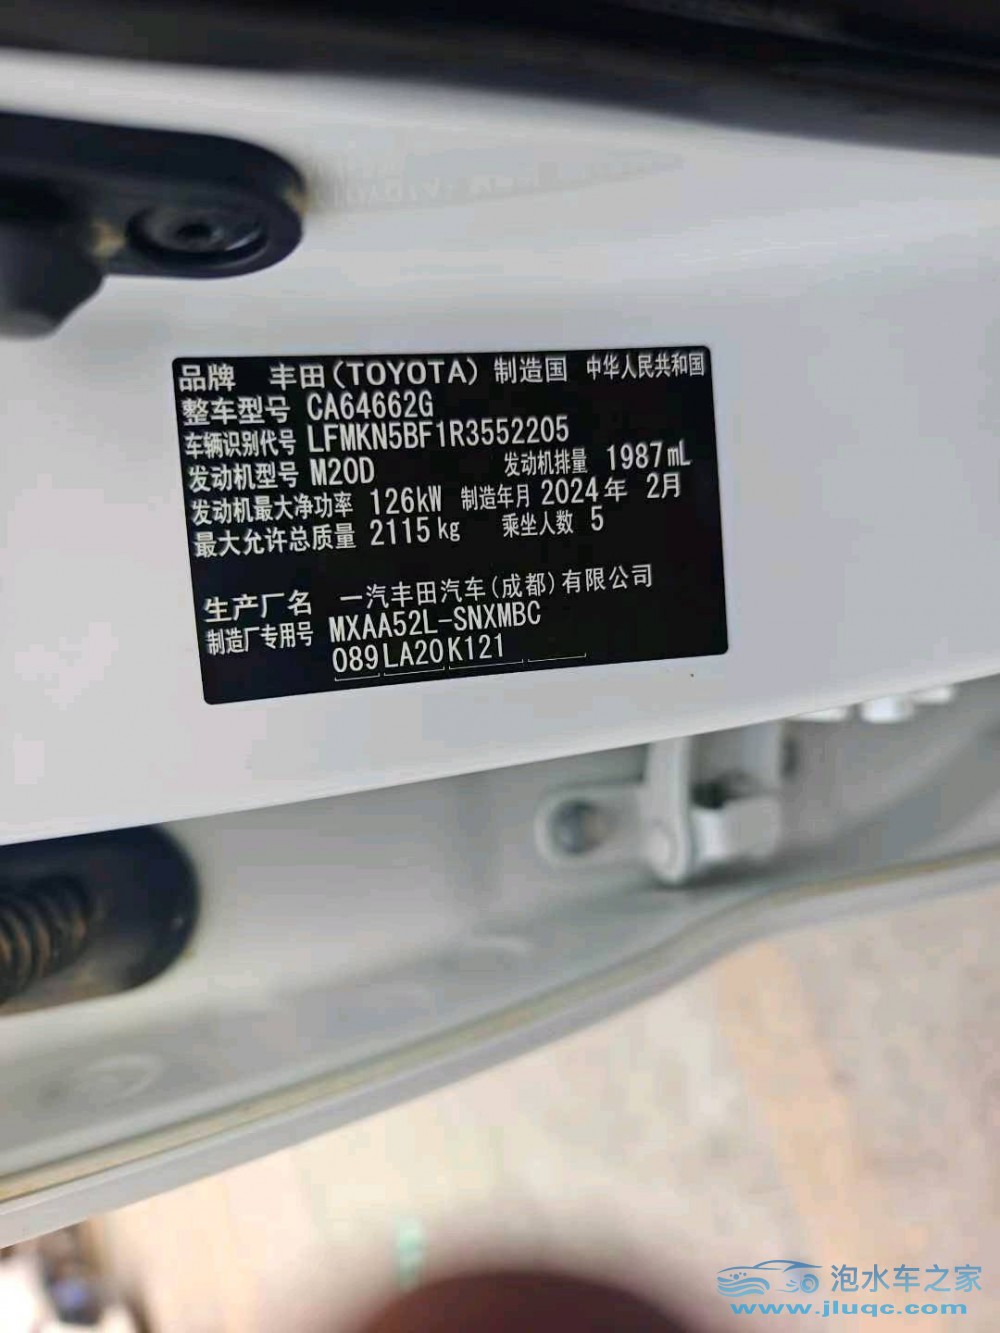 品牌 丰田(TOYOTA) 制造国 中华人民共和国
整车型号 CA64662G
车辆识别代号 LFMKN5BF1R3552205
发动机型号 M20D 发动机排量 1987mL
发动机最大净功率 126kW 制造年月 2024年 2月
最大允许总质量 2115kg 乘坐人数 5
生产厂名 一汽丰田汽车(成都)有限公司
制造厂专用号 MXAA52L-SNXMBC
089 LA20 K121
泡水车之家
www.jluqc.com